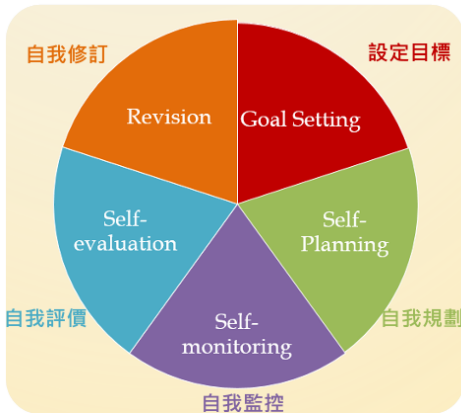 自我修訂
設定目標
Revision
Goal Setting
Self-
evaluation
Self-
Planning
自我評價
自我規劃
Self-
monitoring
自我監控